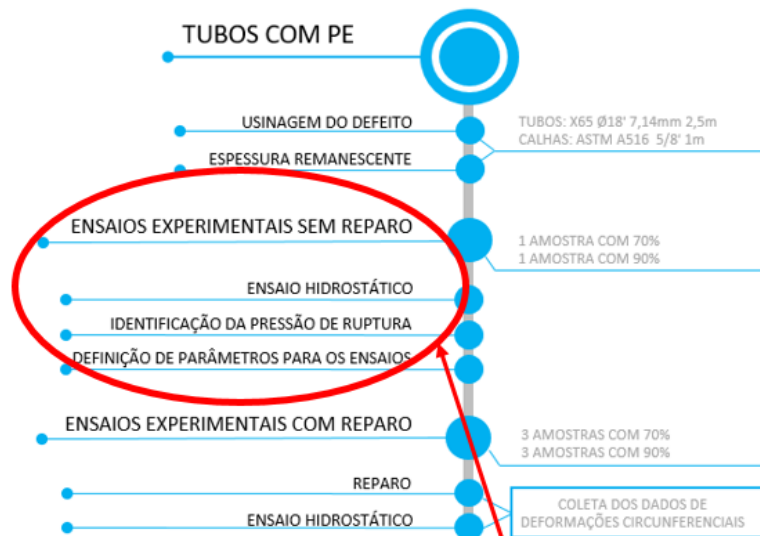 TUBOS COM PE
USINAGEM DO DEFEITO
ESPESSURA REMANESCENTE
TUBOS: X65 Ø18' 7,14mm 2,5m
CALHAS: ASTM A516 5/8' 1m
ENSAIOS EXPERIMENTAIS SEM REPARO
1 AMOSTRA COM 70%
1 AMOSTRA COM 90%
ENSAIO HIDROSTÁTICO
IDENTIFICAÇÃO DA PRESSÃO DE RUPTURA
DEFINIÇÃO DE PARÂMETROS PARA OS ENSAIOS
ENSAIOS EXPERIMENTAIS COM REPARO
3 AMOSTRAS COM 70%
3 AMOSTRAS COM 90%
REPARO
ENSAIO HIDROSTÁTICO
COLETA DOS DADOS DE
DEFORMAÇÕES CIRCUNFERENCIAIS